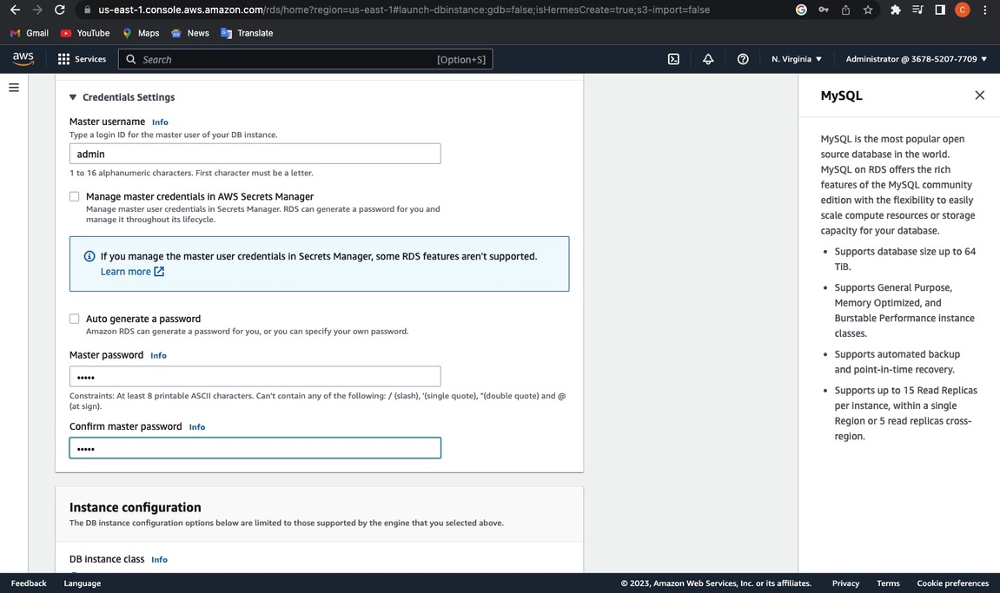 us-east-1.console.aws.amazon.com/rds/home?region=us-east-1#launch-dbinstance:gdb=false;isHermesCreate=true;s3-import=false
C
Gmail YouTube Maps News Translate
aws Services Search [Option+S] N. Virginia Administrator @ 3678-5207-7709
Credentials Settings
Master username Info
Type a login ID for the master user of your DB instance.
admin
1 to 16 alphanumeric characters. First character must be a letter.
Manage master credentials in AWS Secrets Manager
Manage master user credentials in Secrets Manager. RDS can generate a password for you and
manage it throughout its lifecycle.
If you manage the master user credentials in Secrets Manager, some RDS features aren't supported.
Learn more
Auto generate a password
Amazon RDS can generate a password for you, or you can specify your own password.
Master password Info
•••••
Constraints: At least 8 printable ASCII characters. Can't contain any of the following: / (slash), '(single quote), "(double quote) and @
(at sign).
Confirm master password Info
•••••
Instance configuration
The DB instance configuration options below are limited to those supported by the engine that you selected above.
DB instance class Info
MySQL
MySQL is the most popular open
source database in the world.
MySQL on RDS offers the rich
features of the MySQL community
edition with the flexibility to easily
scale compute resources or storage
capacity for your database.
• Supports database size up to 64
TiB.
• Supports General Purpose,
Memory Optimized, and
Burstable Performance instance
classes.
• Supports automated backup
and point-in-time recovery.
• Supports up to 15 Read Replicas
per instance, within a single
Region or 5 read replicas cross-
region.
Feedback Language © 2023, Amazon Web Services, Inc. or its affiliates. Privacy Terms Cookie preferences